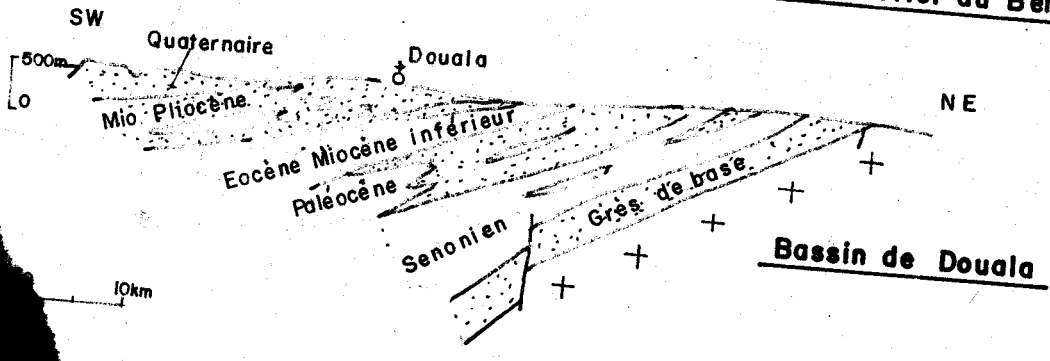 SW
Quaternaire
Douala
500m
0
NE
Mio Pliocène
Eocène Miocène inférieur
Paléocène
Grès de base
Senonien
Bassin de Douala
10km